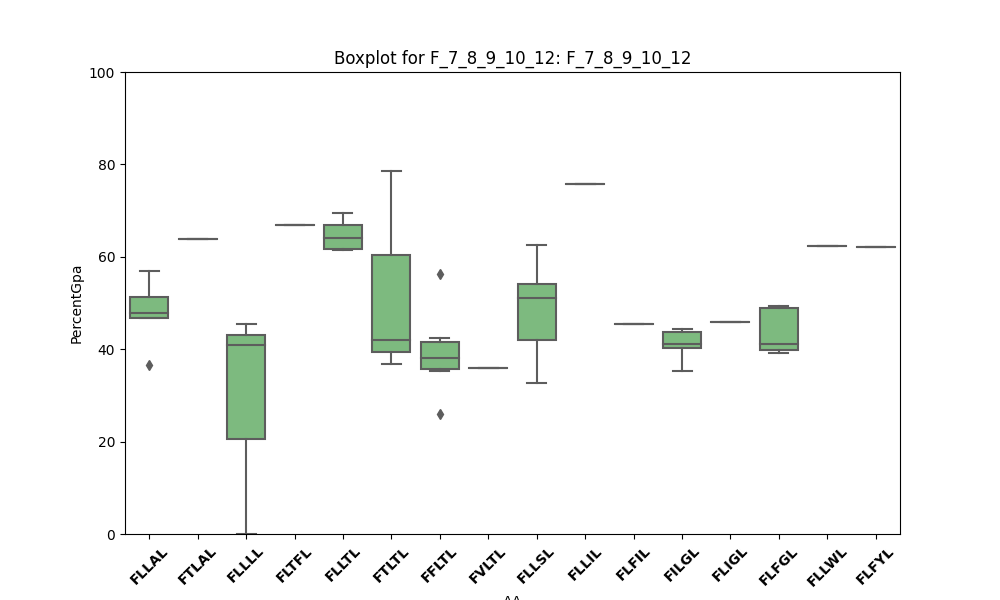 Boxplot for F_7_8_9_10_12: F_7_8_9_10_12
100
80
60
40
20
0
PercentGpa
FLLAL
FTLAL
FLLLL
FLTFL
FLLTL
FTLTL
FFLTL
FVLTL
FLLSL
FLLIL
FLFIL
FILGL
FLIGL
FLFGL
FLLWL
FLFYL
AA